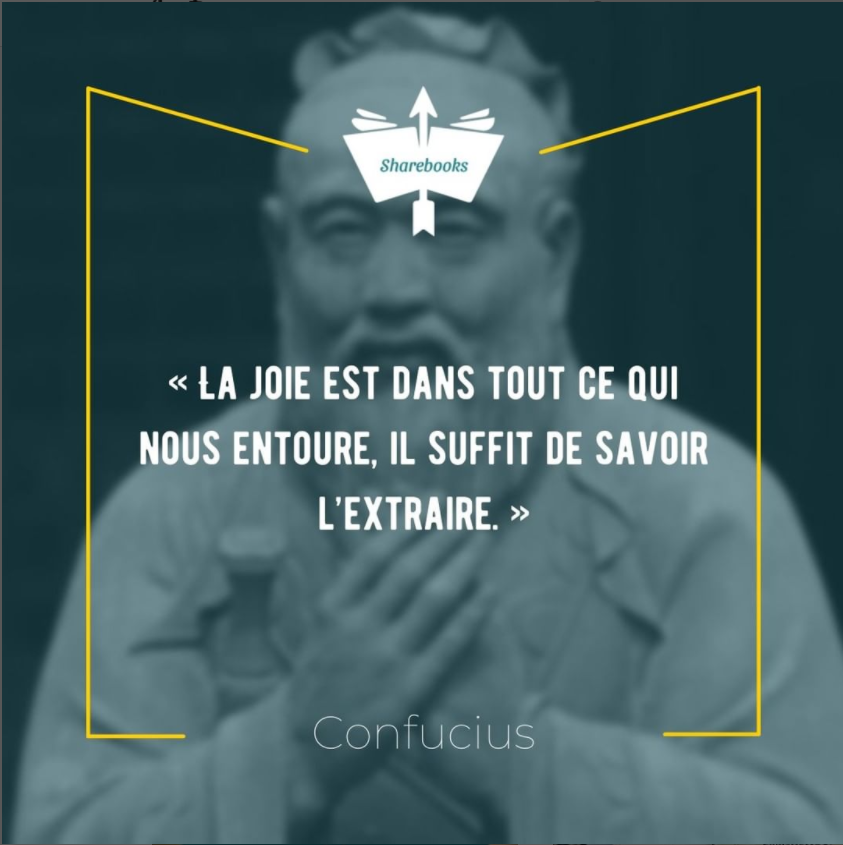 Sharebooks
« LA JOIE EST DANS TOUT CE QUI
NOUS ENTOURE, IL SUFFIT DE SAVOIR
L'EXTRAIRE. »
Confucius